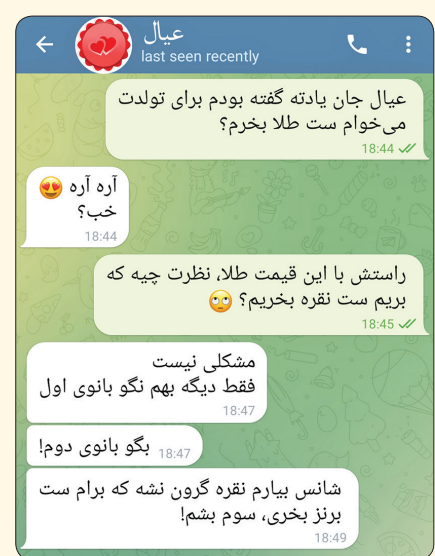 عیال
last seen recently
عیال جان یادته گفته بودم برای تولدت
می‌خوام ست طلا بخرم؟
18:44
آره آره 😍
خب؟
18:44
راستش با این قیمت طلا، نظرت چیه که
بریم ست نقره بخریم؟ 🙄
18:45
مشکلی نیست
فقط دیگه بهم نگو بانوی اول
18:47
بگو بانوی دوم! 18:47
شانس بیارم نقره گرون نشه که برام ست
برنز بخری، سوم بشم!
18:49